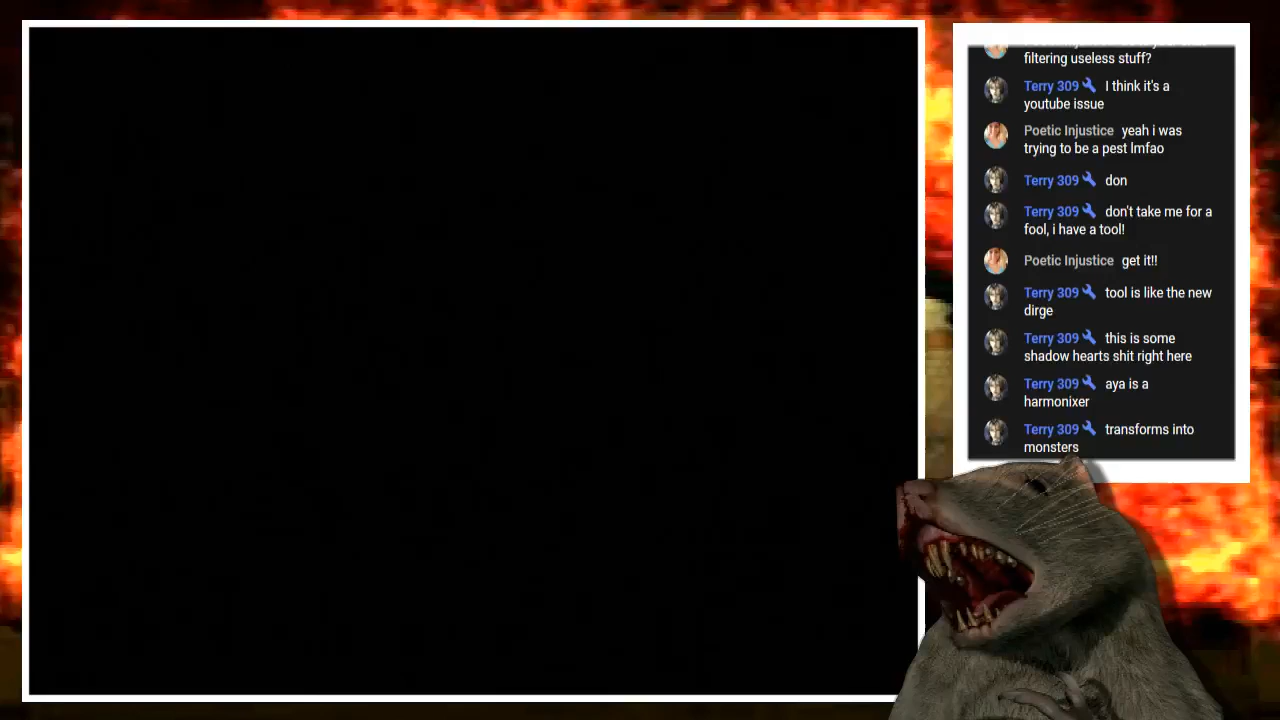 filtering useless stuff?
Terry 309 I think it's a
youtube issue
Poetic Injustice yeah i was
trying to be a pest lmfao
Terry 309 don
Terry 309 don't take me for a
fool, i have a tool!
Poetic Injustice get it!!
Terry 309 tool is like the new
dirge
Terry 309 this is some
shadow hearts shit right here
Terry 309 aya is a
harmonixer
Terry 309 transforms into
monsters